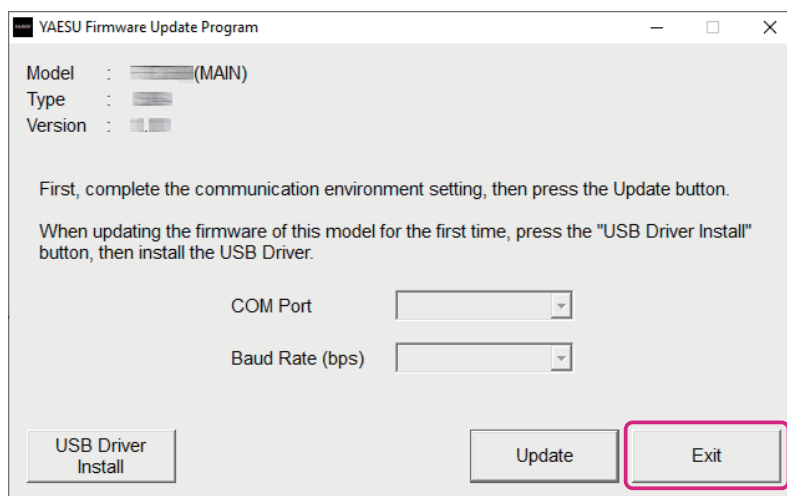 YAESU Firmware Update Program
Model : (MAIN)
Type :
Version :
First, complete the communication environment setting, then press the Update button.
When updating the firmware of this model for the first time, press the "USB Driver Install"
button, then install the USB Driver.
COM Port
Baud Rate (bps)
USB Driver
Install
Update
Exit